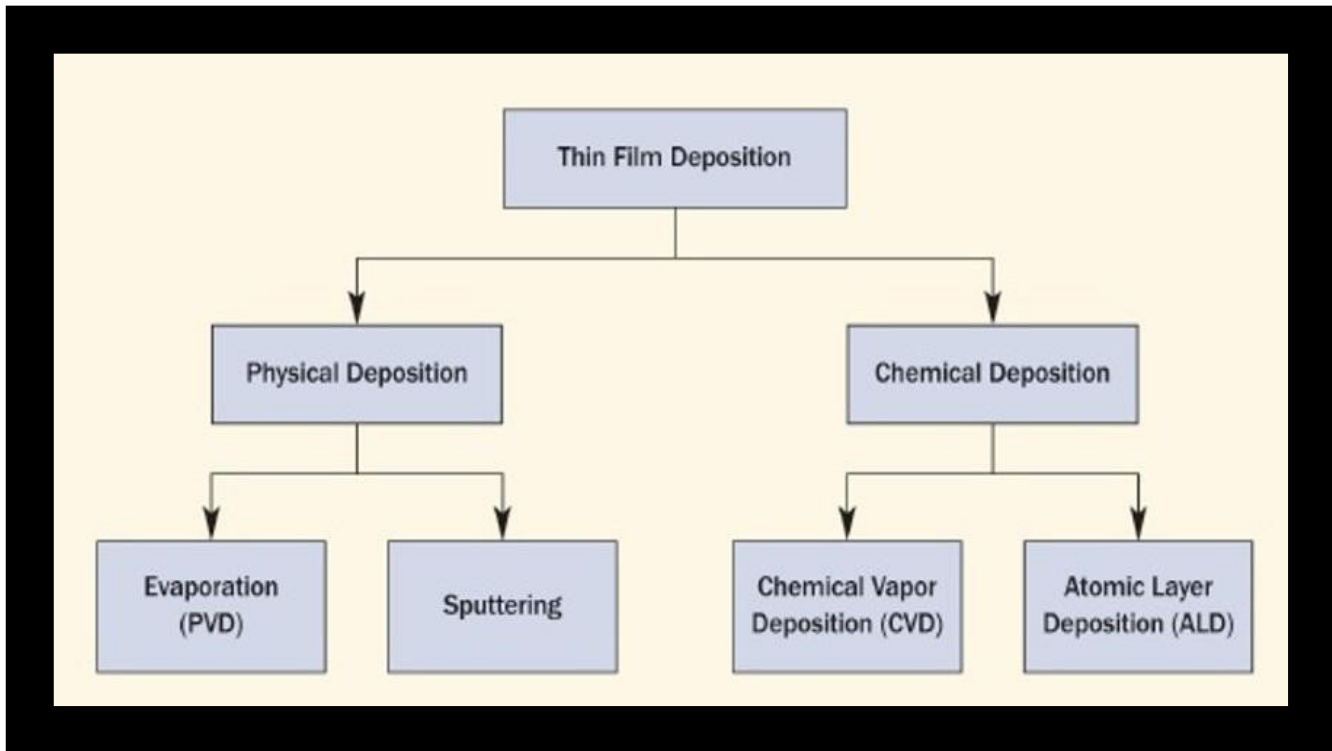 Thin Film Deposition
Physical Deposition
Chemical Deposition
Evaporation
(PVD)
Sputtering
Chemical Vapor
Deposition (CVD)
Atomic Layer
Deposition (ALD)